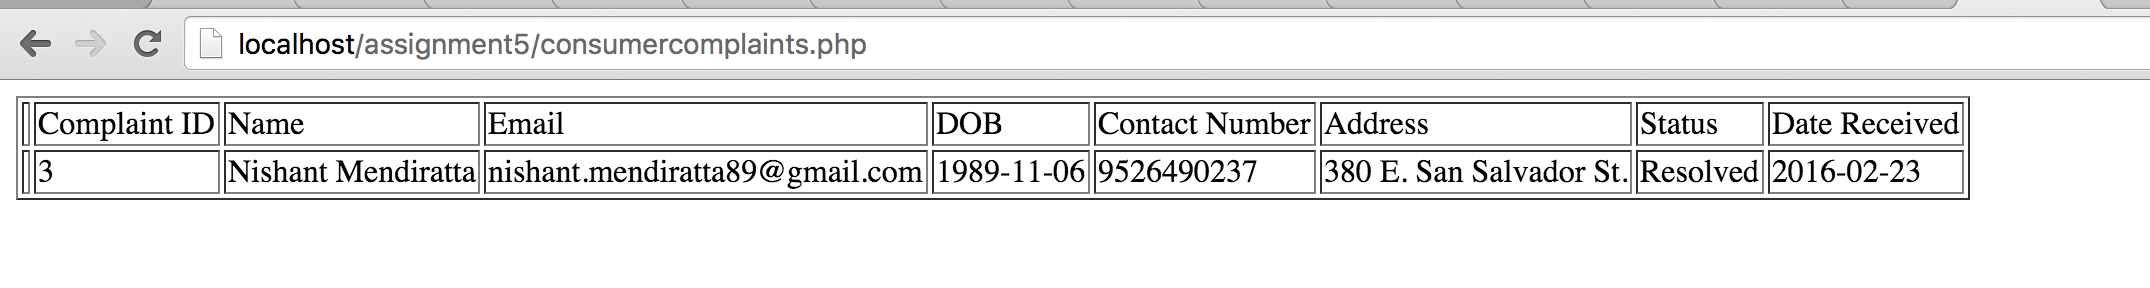 localhost/assignment5/consumercomplaints.php
Complaint ID Name Email DOB Contact Number Address Status Date Received
3 Nishant Mendiratta nishant.mendiratta89@gmail.com 1989-11-06 9526490237 380 E. San Salvador St. Resolved 2016-02-23